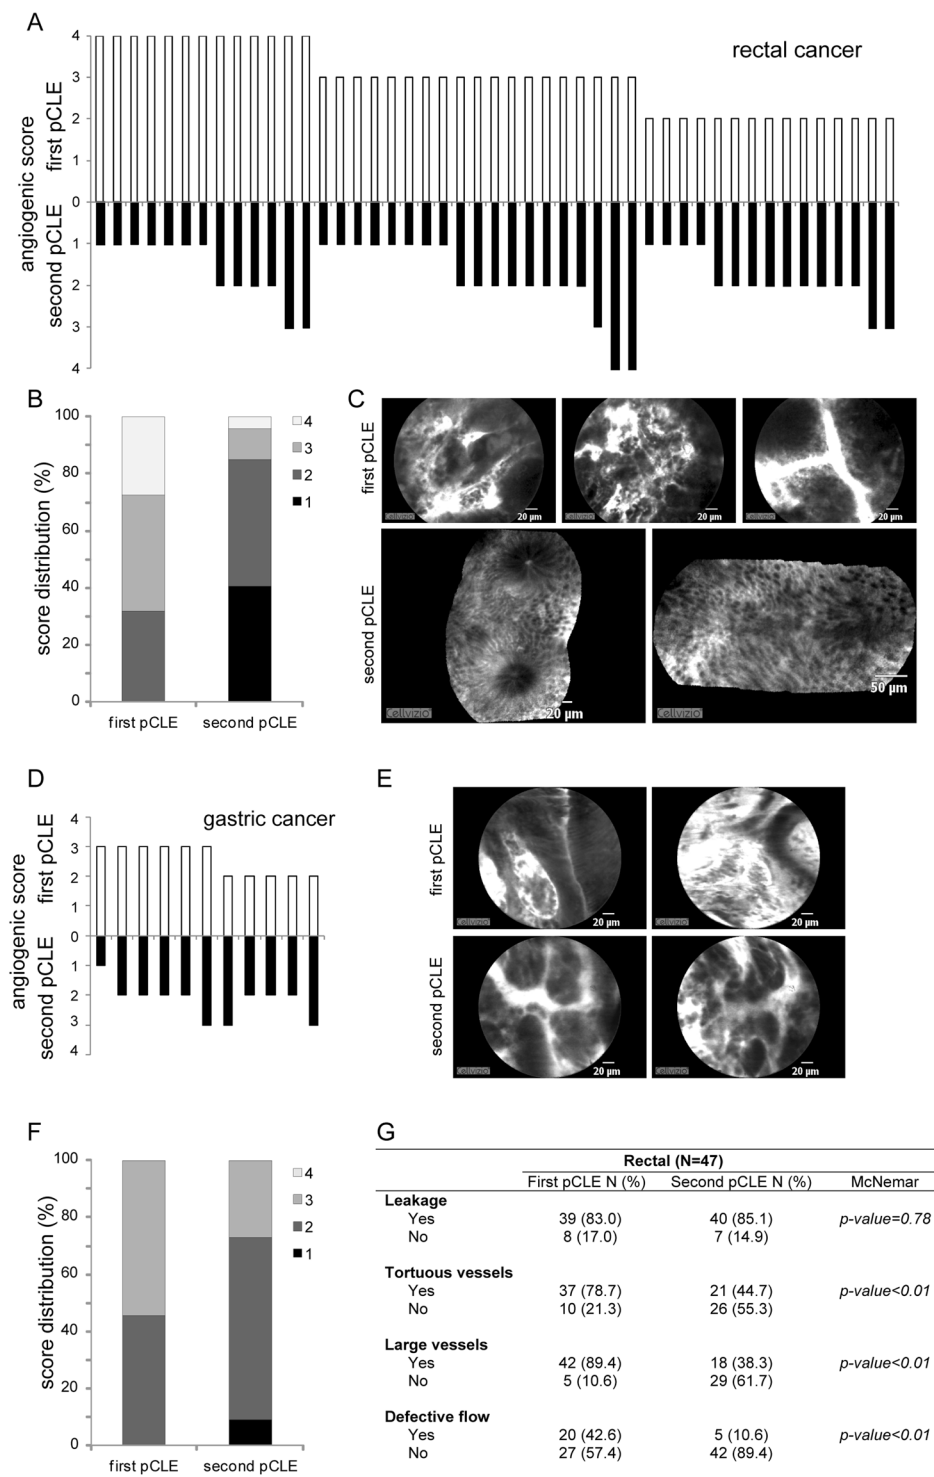 A
rectal cancer
angiogenic score
first pCLE
second pCLE
4
3
2
1
0
1
2
3
4
B
score distribution (%)
100
80
60
40
20
0
first pCLE
second pCLE
4
3
2
1
C
first pCLE
Cellvizio 20 µm
Cellvizio 20 µm
Cellvizio 20 µm
second pCLE
Cellvizio 20 µm
Cellvizio 50 µm
D
gastric cancer
angiogenic score
first pCLE
second pCLE
4
3
2
1
0
1
2
3
4
E
first pCLE
Cellvizio 20 µm
Cellvizio 20 µm
second pCLE
Cellvizio 20 µm
Cellvizio 20 µm
F
score distribution (%)
100
80
60
40
20
0
first pCLE
second pCLE
4
3
2
1
G
Rectal (N=47)
First pCLE N (%) Second pCLE N (%) McNemar
Leakage
Yes 39 (83.0) 40 (85.1) p-value=0.78
No 8 (17.0) 7 (14.9)
Tortuous vessels
Yes 37 (78.7) 21 (44.7) p-value<0.01
No 10 (21.3) 26 (55.3)
Large vessels
Yes 42 (89.4) 18 (38.3) p-value<0.01
No 5 (10.6) 29 (61.7)
Defective flow
Yes 20 (42.6) 5 (10.6) p-value<0.01
No 27 (57.4) 42 (89.4)